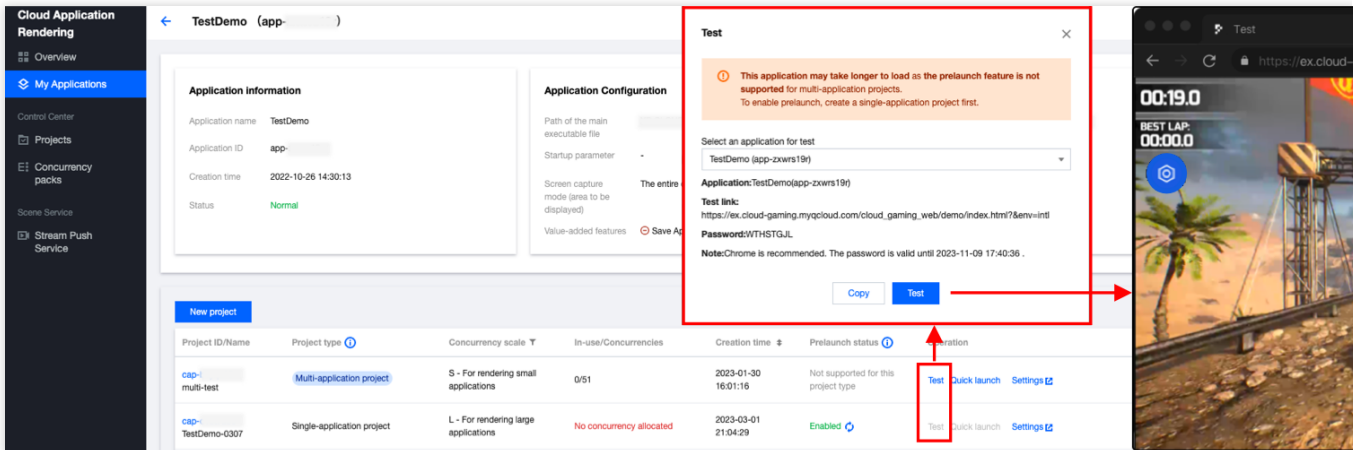 Cloud Application
Rendering
Overview
My Applications
Control Center
Projects
Concurrency
packs
Scene Service
Stream Push
Service
← TestDemo (app- )
Application information
Application name TestDemo
Application ID app-
Creation time 2022-10-26 14:30:13
Status Normal
Application Configuration
Path of the main
executable file
Startup parameter -
Screen capture
mode (area to be
displayed)
The entire
Value-added features Save Ap
New project
Project ID/Name Project type Concurrency scale In-use/Concurrencies Creation time Prelaunch status
cap-
multi-test
Multi-application project
S - For rendering small
applications
0/51
2023-01-30
16:01:16
Not supported for this
project type
Test Quick launch Settings
cap-
TestDemo-0307
Single-application project
L - For rendering large
applications
No concurrency allocated
2023-03-01
21:04:29
Enabled
Test Quick launch Settings
Test
This application may take longer to load as the prelaunch feature is not
supported for multi-application projects.
To enable prelaunch, create a single-application project first.
Select an application for test
TestDemo (app-zxwrs19r)
Application:TestDemo(app-zxwrs19r)
Test link:
https://ex.cloud-gaming.myqcloud.com/cloud_gaming_web/demo/index.html?&env=intl
Password:WTHSTGJL
Note:Chrome is recommended. The password is valid until 2023-11-09 17:40:36 .
Copy Test
Test
https://ex.cloud-
00:19.0
BEST LAP:
00:00.0